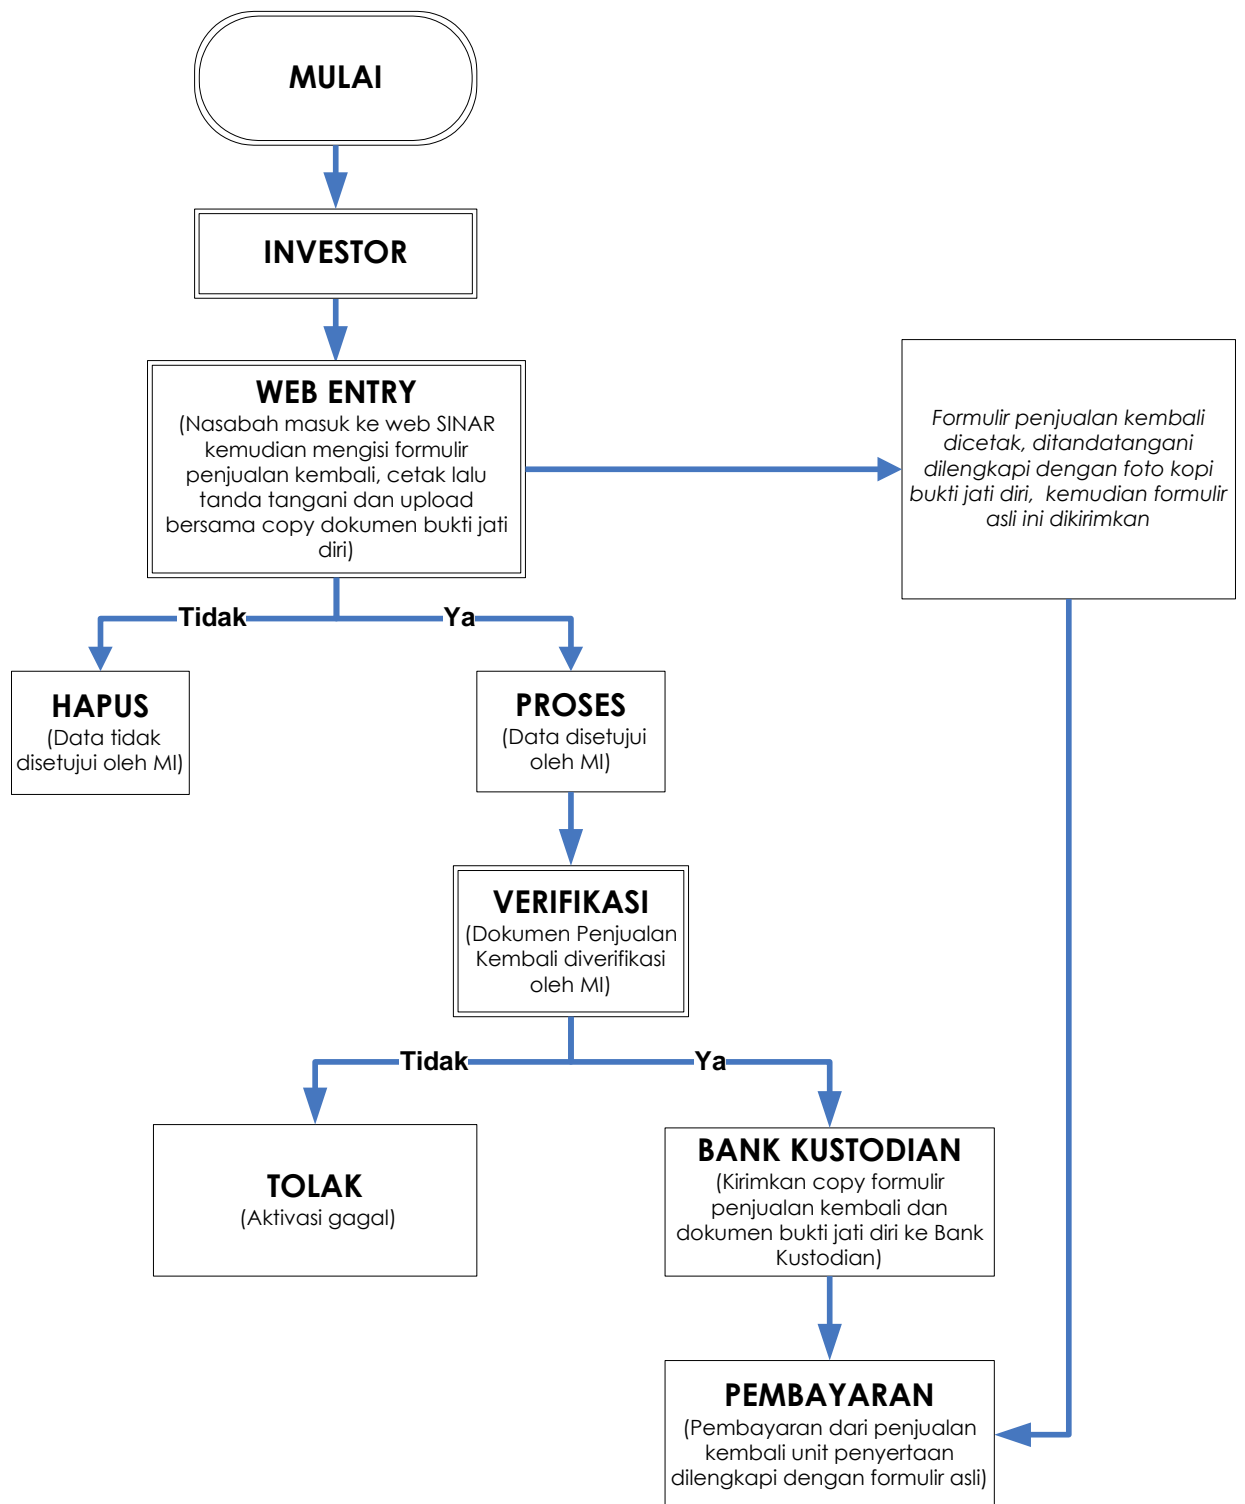 MULAI
INVESTOR
WEB ENTRY
(Nasabah masuk ke web SINAR
kemudian mengisi formulir
penjualan kembali, cetak lalu
tanda tangani dan upload
bersama copy dokumen bukti jati
diri)
Formulir penjualan kembali
dicetak, ditandatangani
dilengkapi dengan foto kopi
bukti jati diri,  kemudian formulir
asli ini dikirimkan
Tidak
Ya
HAPUS
(Data tidak
disetujui oleh MI)
PROSES
(Data disetujui
oleh MI)
VERIFIKASI
(Dokumen Penjualan
Kembali diverifikasi
oleh MI)
Tidak
Ya
TOLAK
(Aktivasi gagal)
BANK KUSTODIAN
(Kirimkan copy formulir
penjualan kembali dan
dokumen bukti jati diri ke Bank
Kustodian)
PEMBAYARAN
(Pembayaran dari penjualan
kembali unit penyertaan
dilengkapi dengan formulir asli)